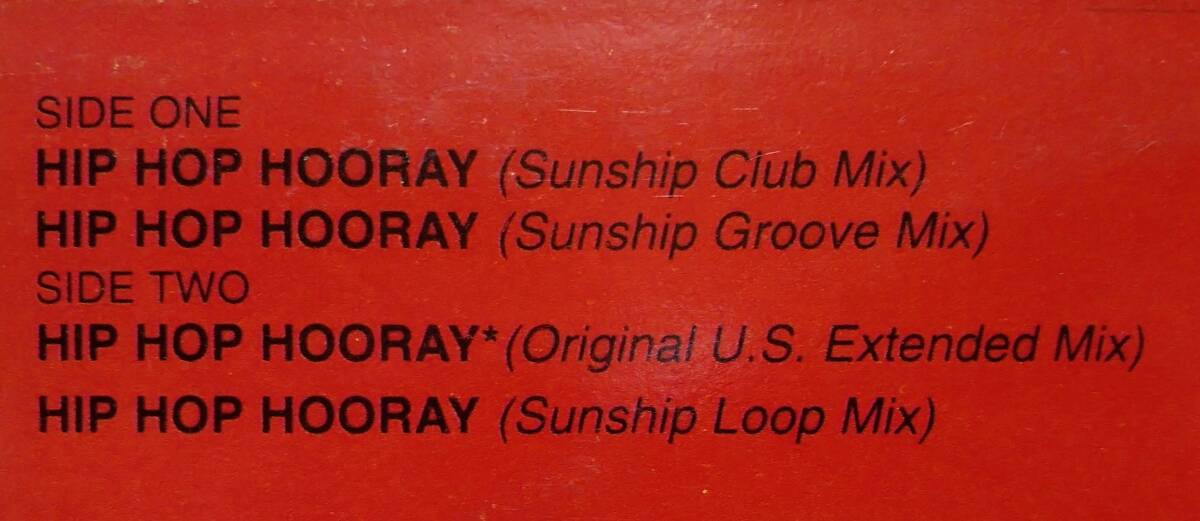 SIDE ONE
HIP HOP HOORAY (Sunship Club Mix)
HIP HOP HOORAY (Sunship Groove Mix)
SIDE TWO
HIP HOP HOORAY* (Original U.S. Extended Mix)
HIP HOP HOORAY (Sunship Loop Mix)